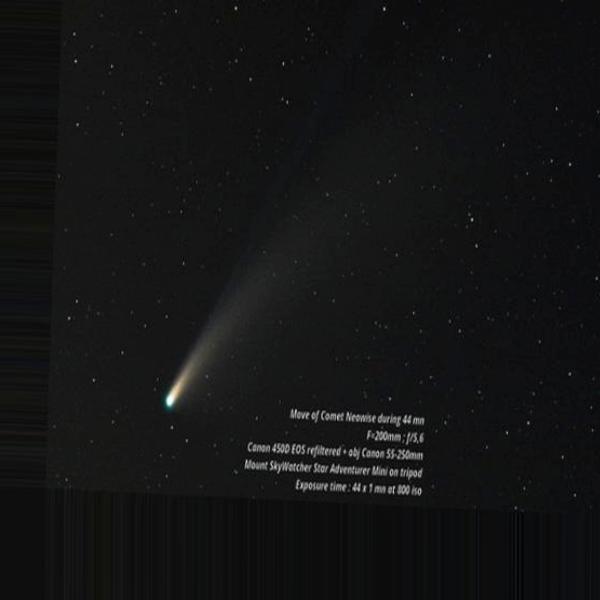 Move of Comet Neowise during 44 mn
F=200mm ; f/5,6
Canon 450D EOS refiltered + obj Canon 55-250mm
Mount SkyWatcher Star Adventurer Mini on tripod
Exposure time : 44 x 1 mn at 800 iso